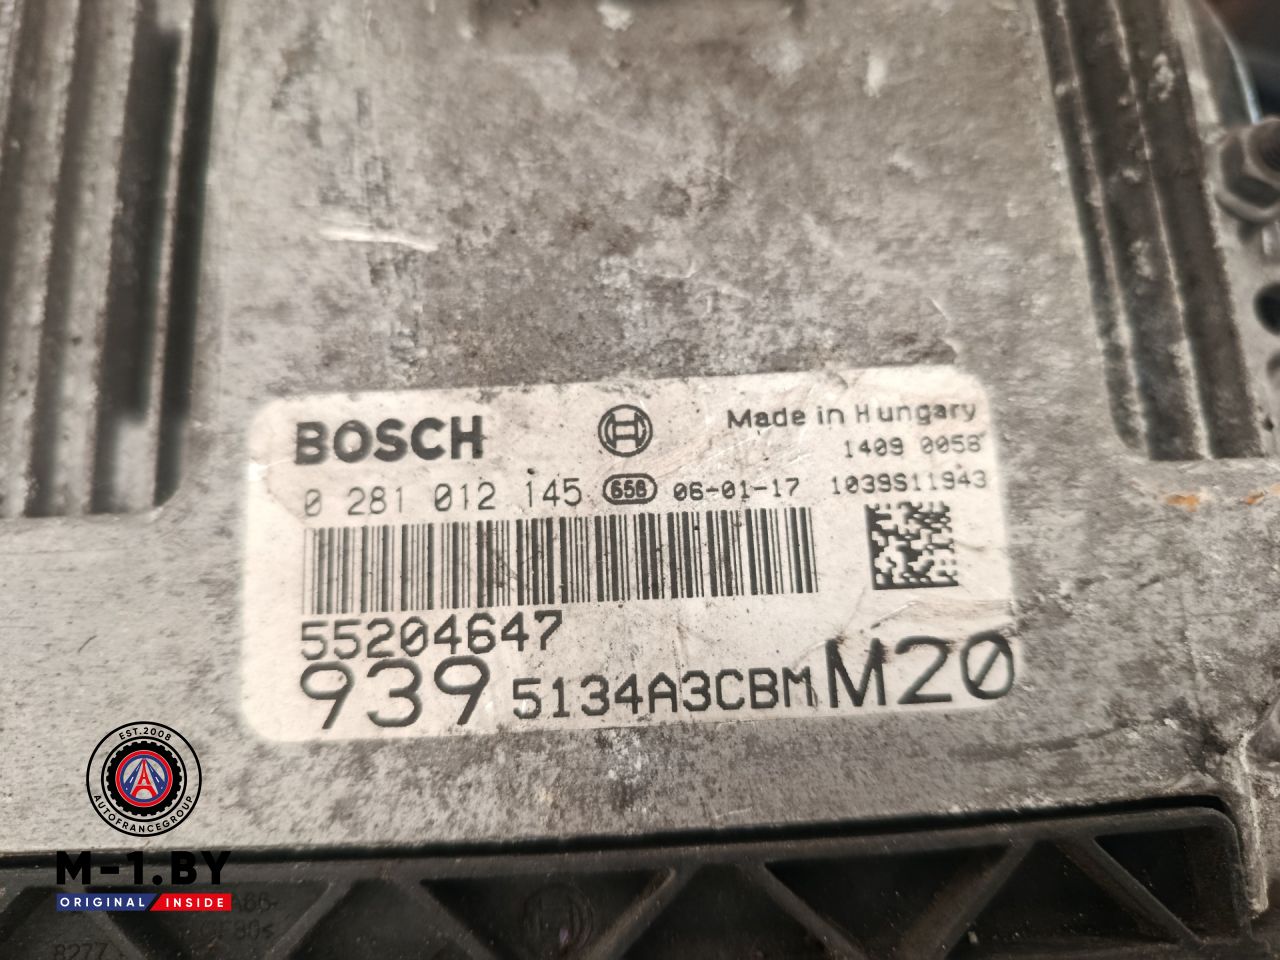 BOSCH
Made in Hungary
1409 0058
0 281 012 145 658 06-01-17 1039S11943
55204647
939 5134A3CBM M20
EST.2008
AUTOFRANCEGROUP
M-1.BY
ORIGINAL INSIDE
8277